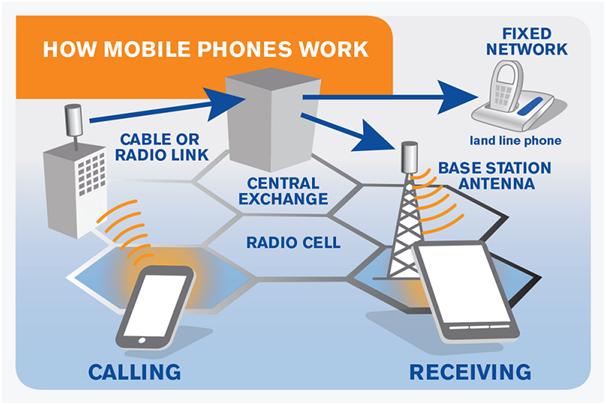 HOW MOBILE PHONES WORK
FIXED
NETWORK
land line phone
CABLE OR
RADIO LINK
CENTRAL
EXCHANGE
BASE STATION
ANTENNA
RADIO CELL
CALLING
RECEIVING